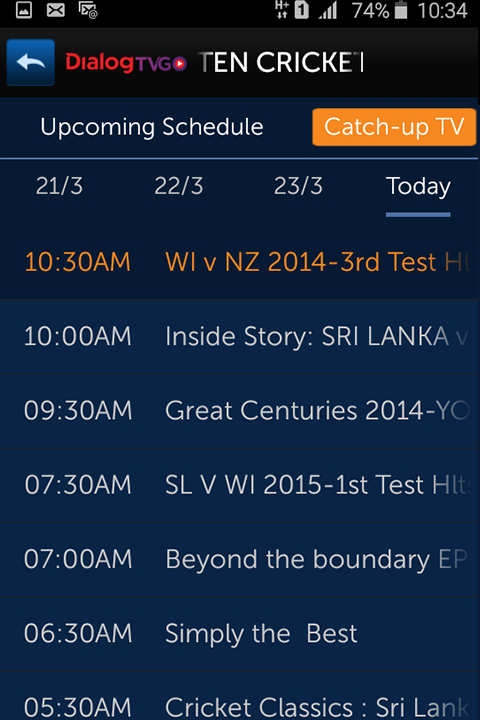 H+ 1 74% 10:34
DialogTVGO TEN CRICKET
Upcoming Schedule Catch-up TV
21/3 22/3 23/3 Today
10:30AM WI v NZ 2014-3rd Test Hl
10:00AM Inside Story: SRI LANKA v
09:30AM Great Centuries 2014-YO
07:30AM SL V WI 2015-1st Test Hlt
07:00AM Beyond the boundary EP
06:30AM Simply the Best
05:30AM Cricket Classics : Sri Lank